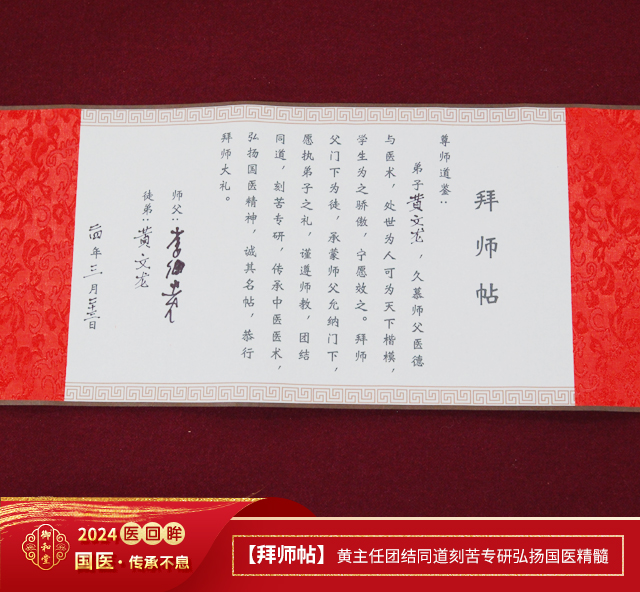 拜师帖
尊师道鉴：
弟子黄文龙，久慕师父医德
与医术，处世为人可为天下楷模，
学生为之骄傲，宁愿效之。拜师
父门下为徒，承蒙师父允纳门下，
愿执弟子之礼，谨遵师教，团结
同道，刻苦专研，传承中医医术，
弘扬国医精神，诚其名帖，恭行
拜师大礼。
师父：李
徒弟：黄文龙
年三月二十三日
御和堂
2024医回眸
国医·传承不息
【拜师帖】 黄主任团结同道刻苦专研弘扬国医精髓